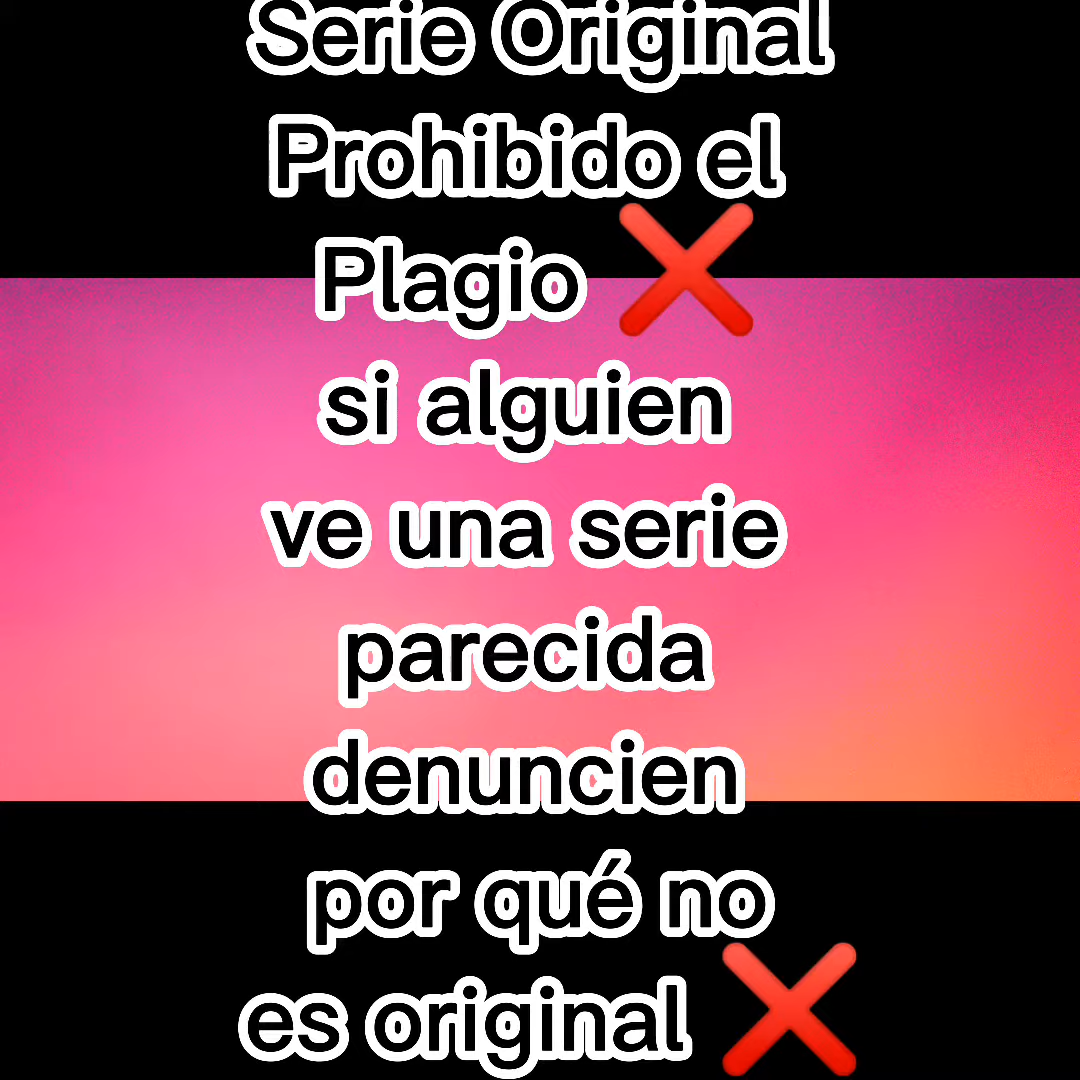 Serie Original
Prohibido el
Plagio ❌
si alguien
ve una serie
parecida
denuncien
por qué no
es original ❌